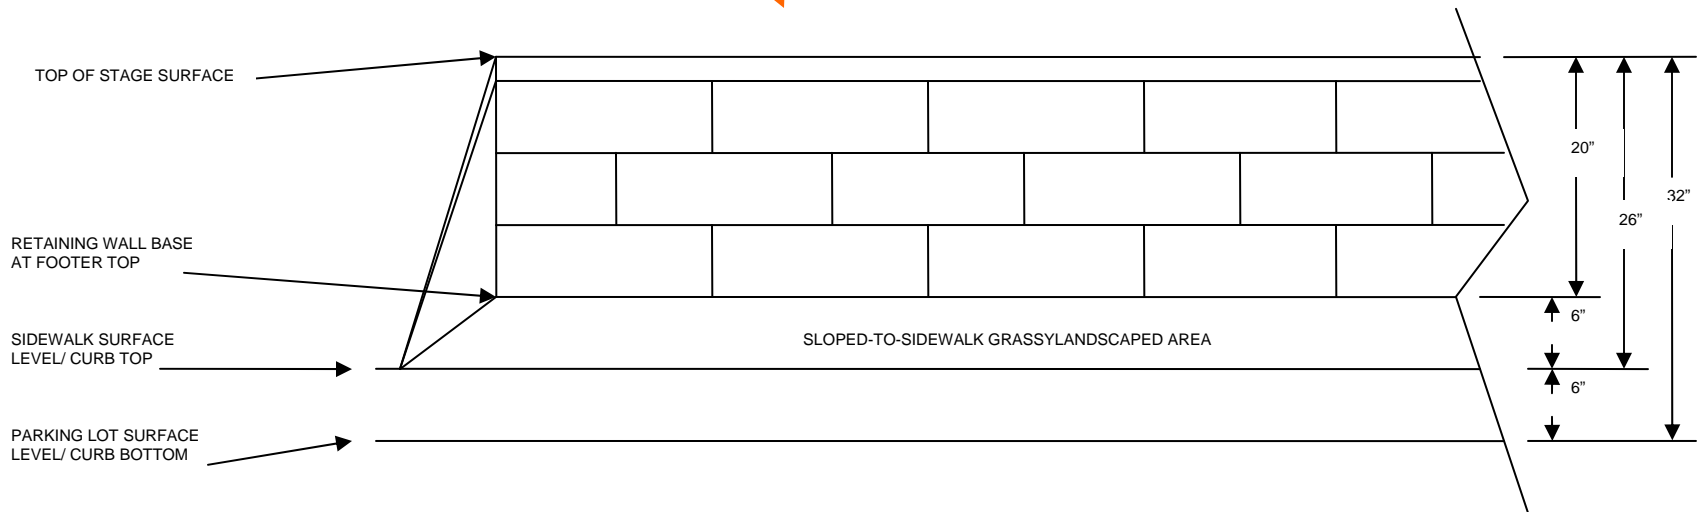 TOP OF STAGE SURFACE
20”
32”
26”
RETAINING WALL BASE
AT FOOTER TOP
6”
SIDEWALK SURFACE
LEVEL/ CURB TOP
SLOPED-TO-SIDEWALK GRASSYLANDSCAPED AREA
6”
PARKING LOT SURFACE
LEVEL/ CURB BOTTOM